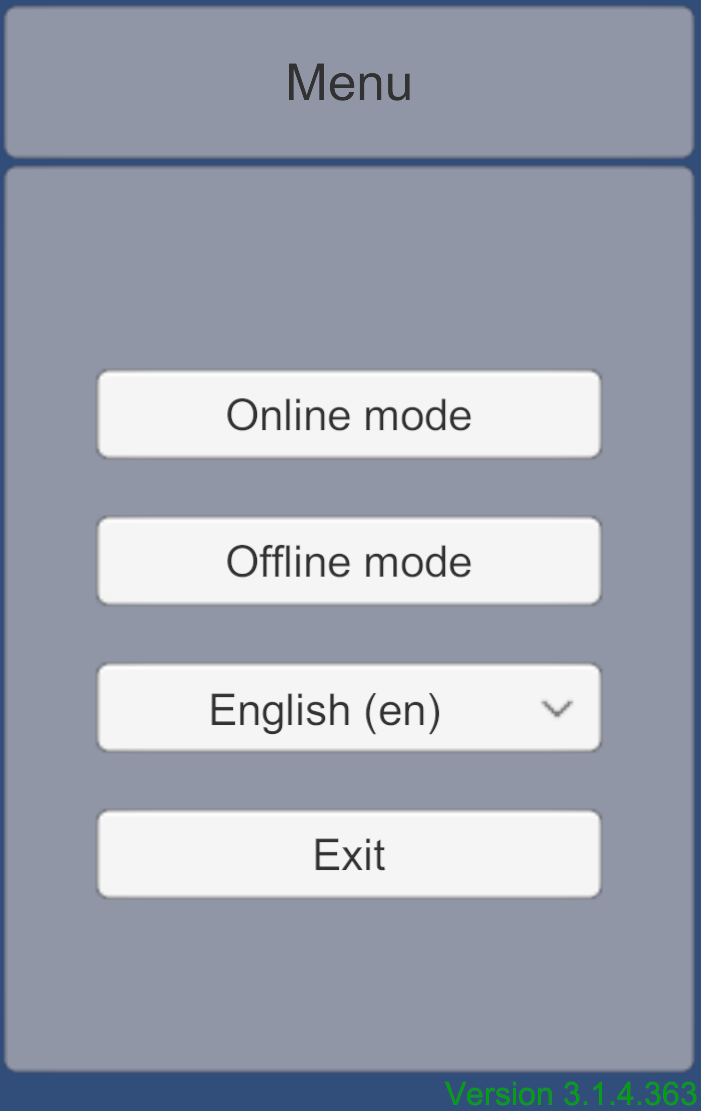 Menu
Online mode
Offline mode
English (en)
Exit
Version 3.1.4.363